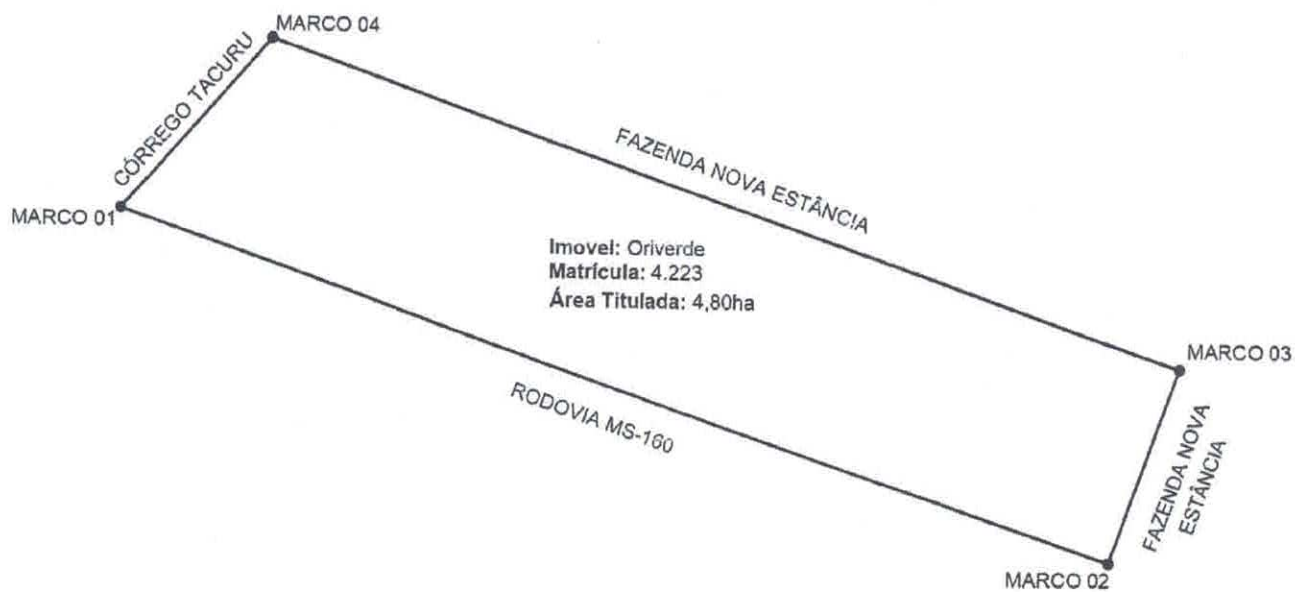 MARCO 04
CÓRREGO TACURU
FAZENDA NOVA ESTÂNCIA
MARCO 01
Imovel: Oriverde
Matrícula: 4.223
Área Titulada: 4,80ha
MARCO 03
RODOVIA MS-160
FAZENDA NOVA
ESTÂNCIA
MARCO 02